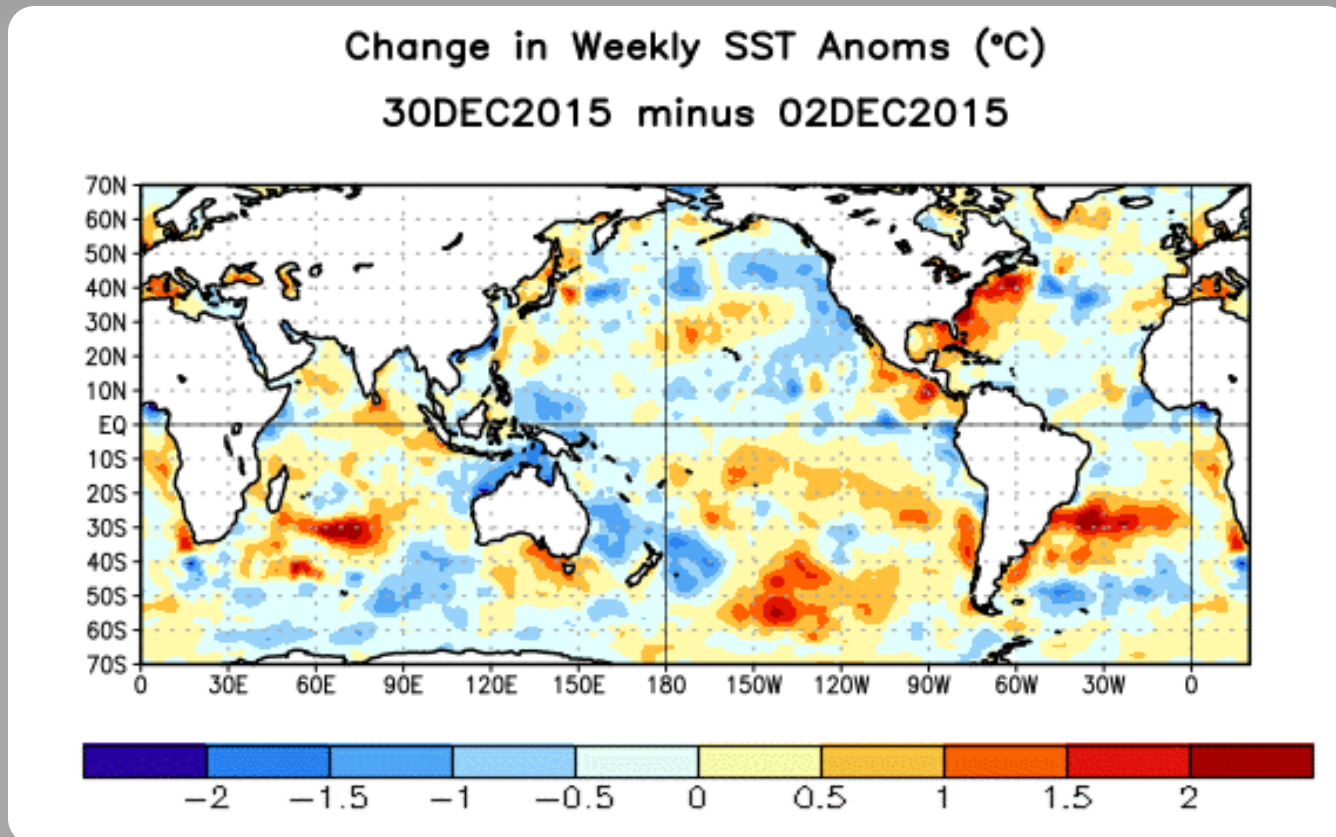 Change in Weekly SST Anoms (°C)
30DEC2015 minus 02DEC2015
70N
60N
50N
40N
30N
20N
10N
EQ
10S
20S
30S
40S
50S
60S
70S
0 30E 60E 90E 120E 150E 180 150W 120W 90W 60W 30W 0
−2 −1.5 −1 −0.5 0 0.5 1 1.5 2